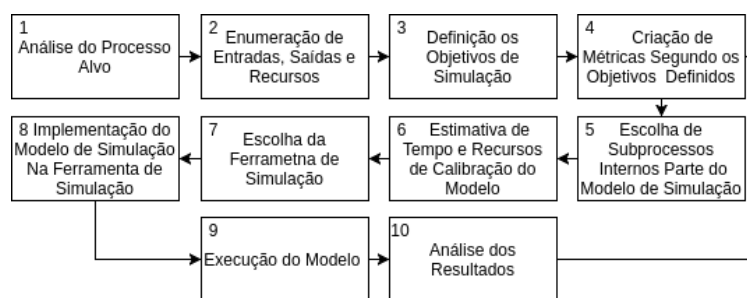 1
Análise do Processo
Alvo
2
Enumeração de
Entradas, Saídas e
Recursos
3
Definição os
Objetivos de
Simulação
4
Criação de
Métricas Segundo os
Objetivos Definidos
8 Implementação do
Modelo de Simulação
Na Ferramenta de
Simulação
7
Escolha da
Ferrametna de
Simulação
6 Estimativa de
Tempo e Recursos
de Calibração do
Modelo
5 Escolha de
Subprocessos
Internos Parte do
Modelo de Simulação
9
Execução do Modelo
10
Análise dos
Resultados